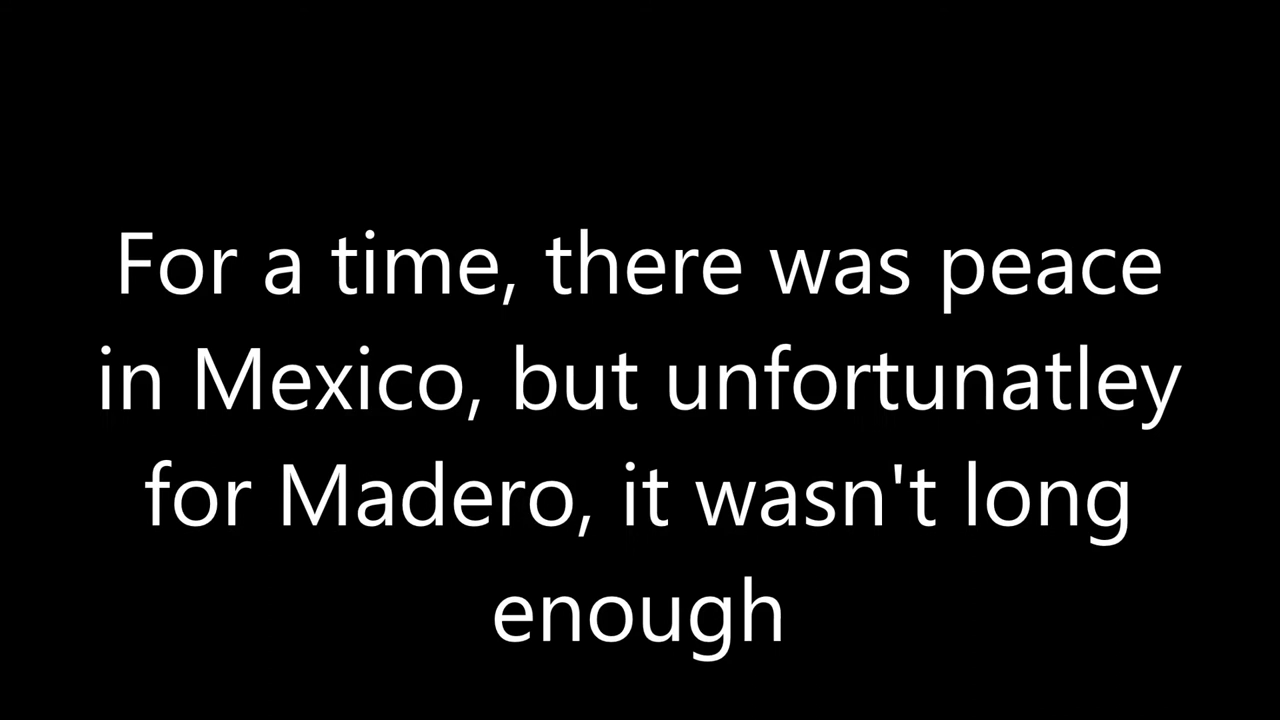 For a time, there was peace
in Mexico, but unfortunatley
for Madero, it wasn't long
enough